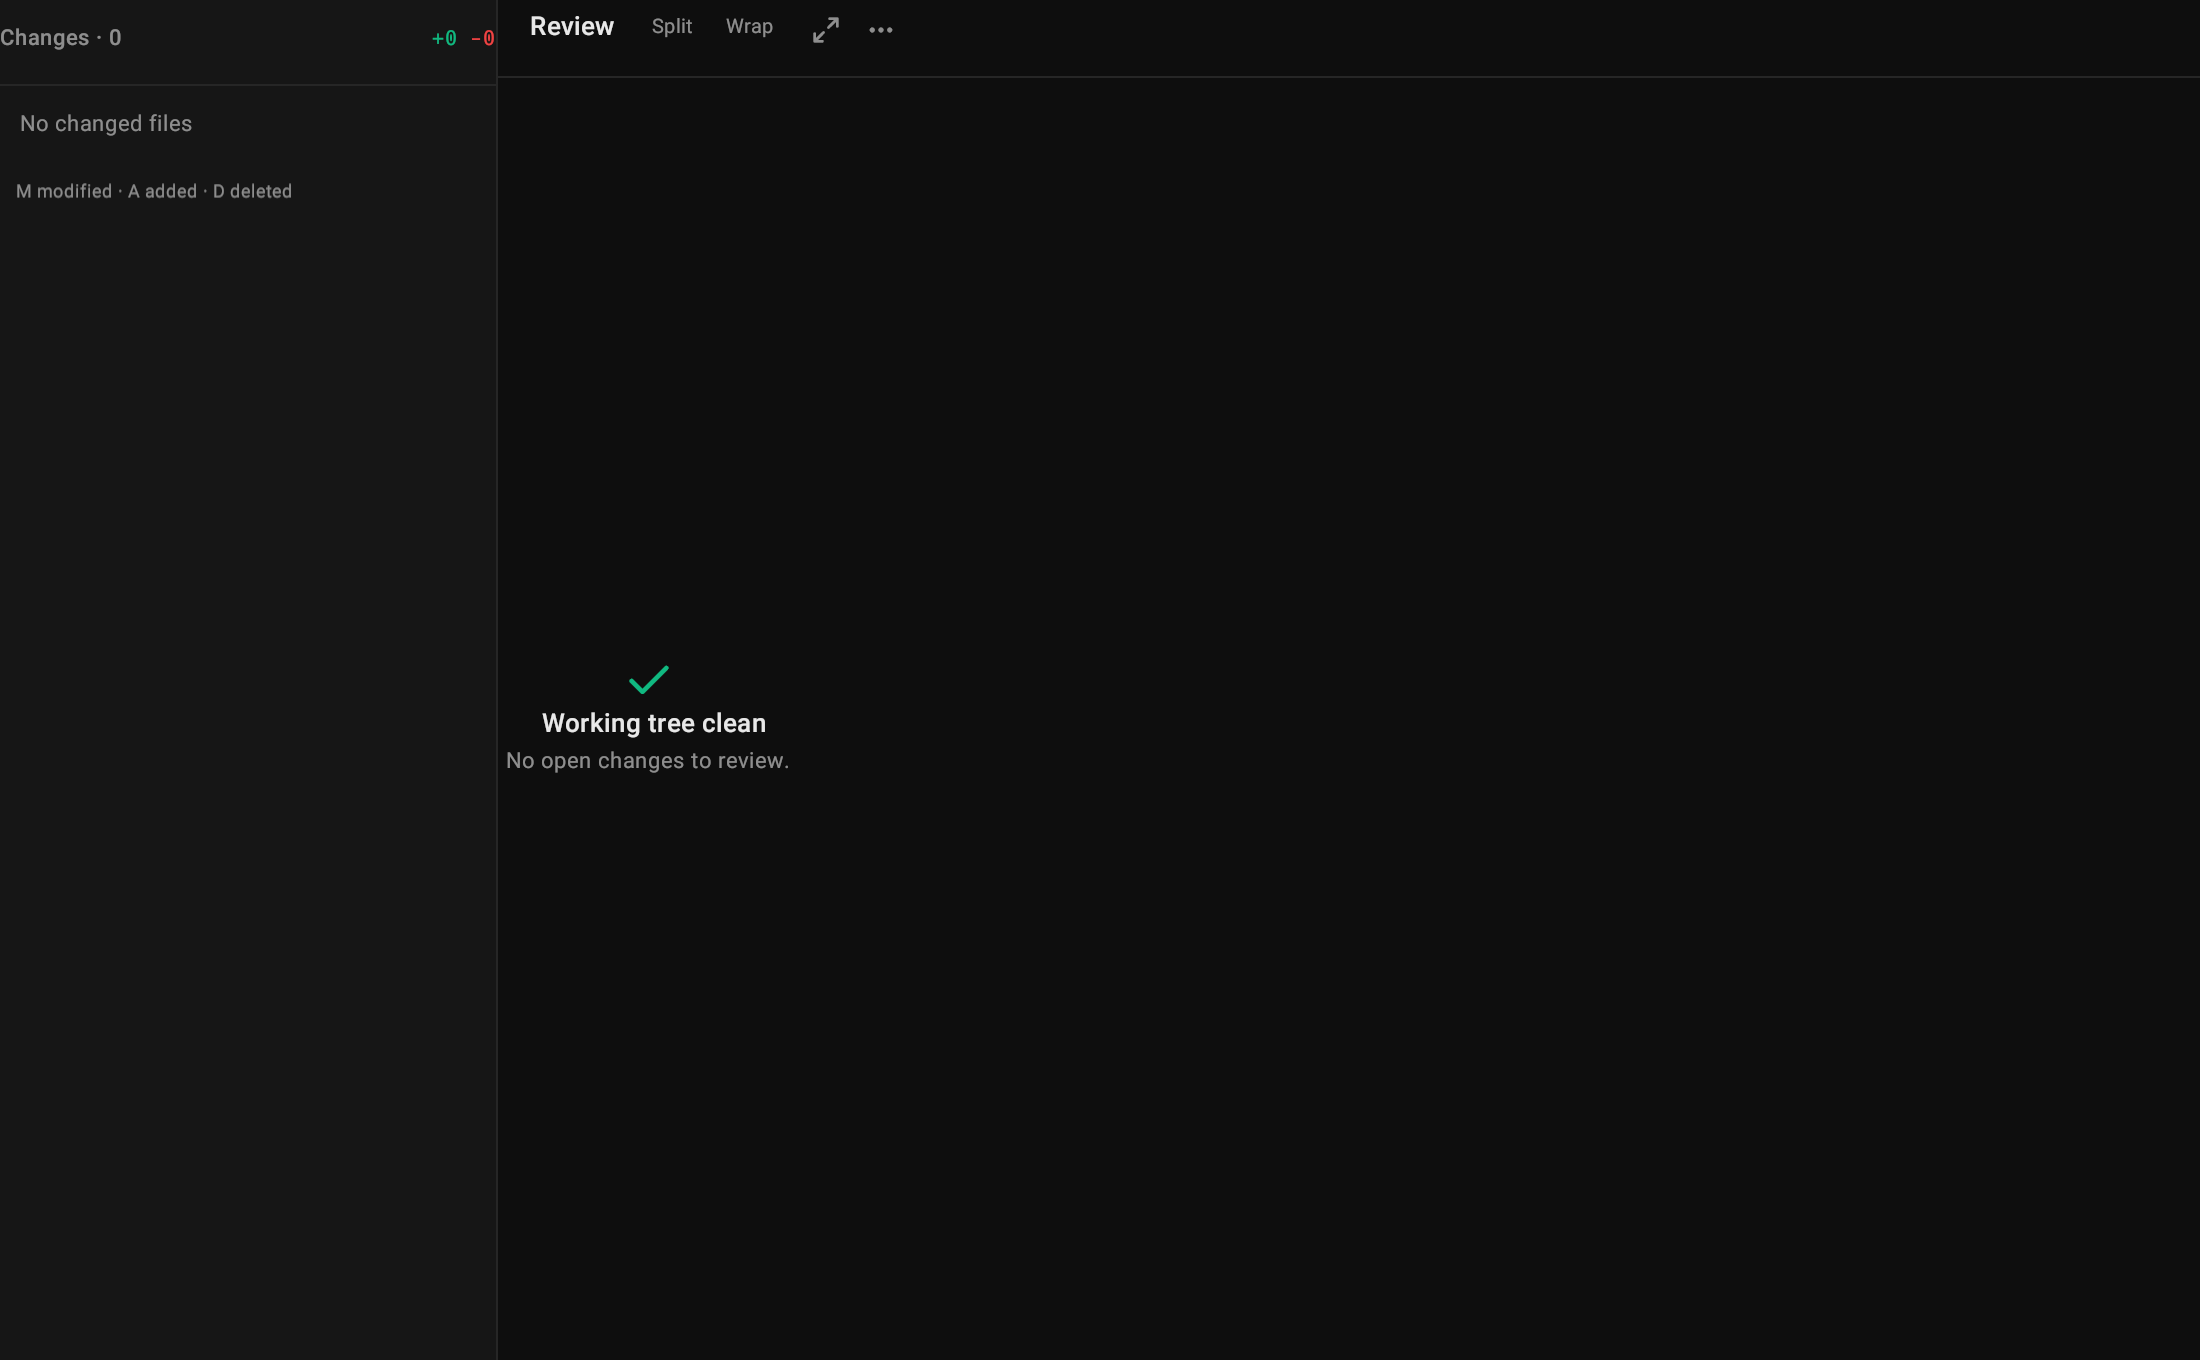 Changes · 0 +0 -0
No changed files
M modified · A added · D deleted
Review Split Wrap
Working tree clean
No open changes to review.